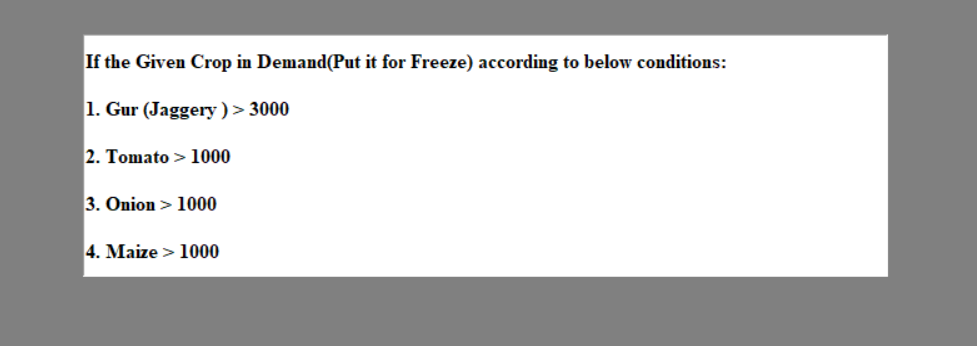 If the Given Crop in Demand(Put it for Freeze) according to below conditions:
1. Gur (Jaggery ) > 3000
2. Tomato > 1000
3. Onion > 1000
4. Maize > 1000